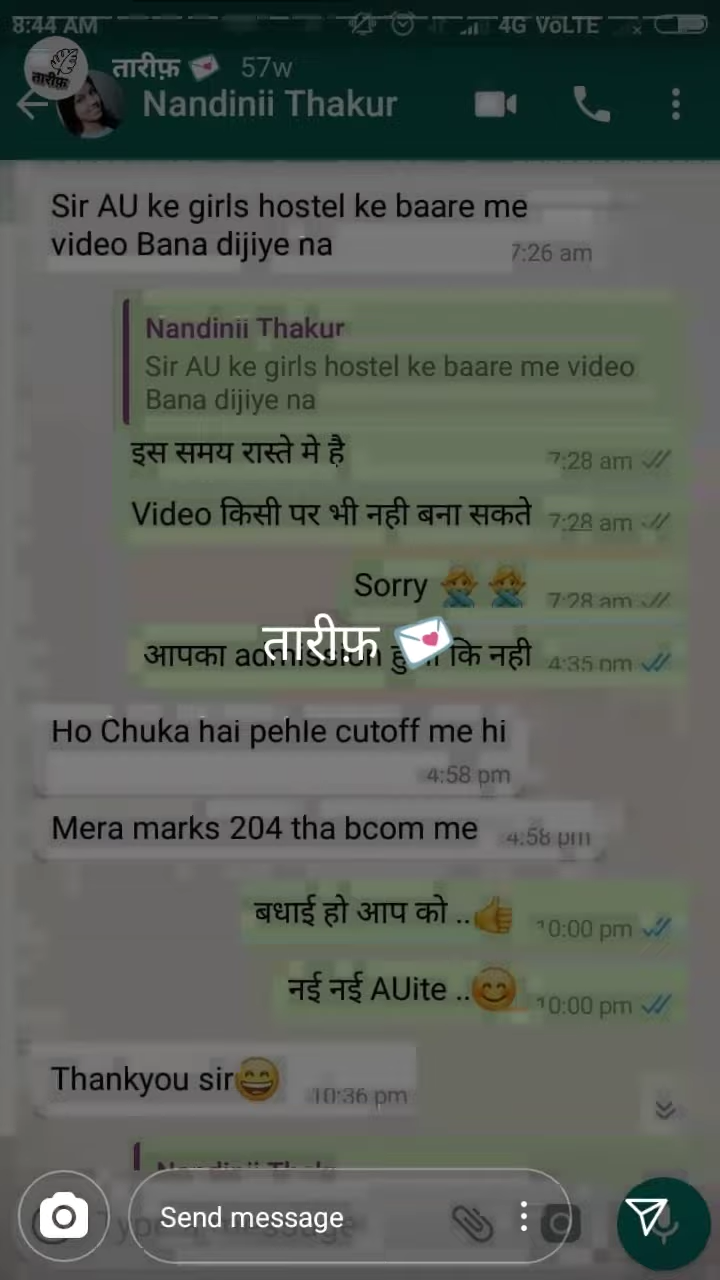 8:44 AM 4G VoLTE
तारीफ़ 57w
तारीफ़
Nandinii Thakur
Sir AU ke girls hostel ke baare me
video Bana dijiye na 7:26 am
Nandinii Thakur
Sir AU ke girls hostel ke baare me video
Bana dijiye na
इस समय रास्ते मे है 7:28 am
Video किसी पर भी नही बना सकते 7:28 am
Sorry 🙅 🙅 7:28 am
तारीफ़ 💌
आपका admission कि नही 4:35 pm
Ho Chuka hai pehle cutoff me hi
4:58 pm
Mera marks 204 tha bcom me 4:58 pm
बधाई हो आप को ..👍 10:00 pm
नई नई AUite ..😊 10:00 pm
Thankyou sir😄 10:36 pm
Send message